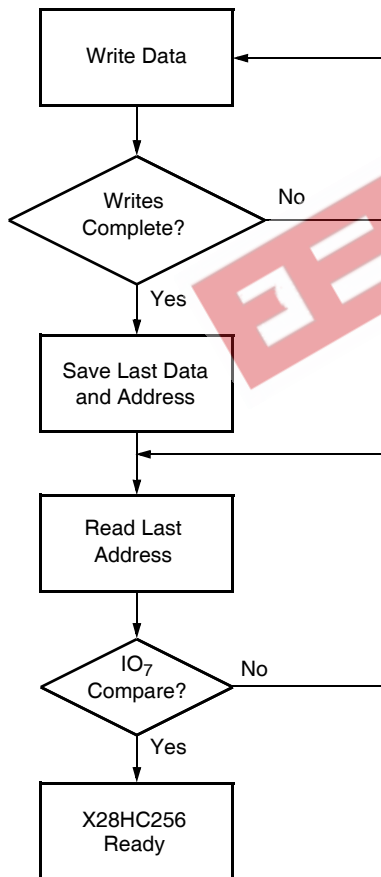 Write Data
Writes
Complete?
No
Yes
Save Last Data
and Address
Read Last
Address
IO₇
Compare?
No
Yes
X28HC256
Ready